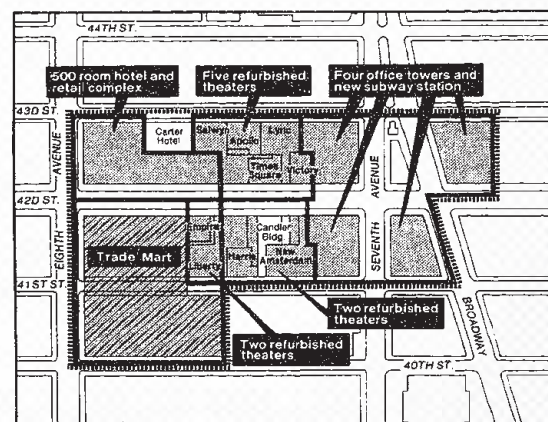 44TH ST.
500 room hotel and
retail complex
Five refurbished
theaters
Four office towers and
new subway station
43D ST.
Carter
Hotel
Selwyn
Apollo
Lyric
Times
Square
Victory
AVENUE
EIGHTH
AVENUE
SEVENTH
42D ST.
Empire
Liberty
Candler
Bldg
Harris
New
Amsterdam
Trade Mart
41ST ST.
Two refurbished
theaters
Two refurbished
theaters
BROADWAY
40TH ST.